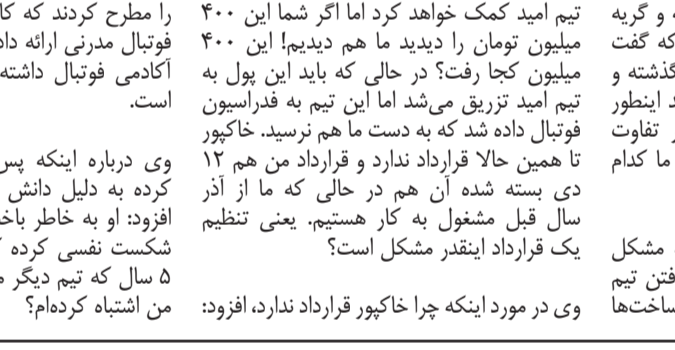 و گریه
که گفت
گذشته و
اینطور
تفاوت
ما کدام
مشکل
فتن تیم
ساخت‌ها
تیم امید کمک خواهد کرد اما اگر شما این ۴۰۰
میلیون تومان را دیدید ما هم دیدیم! این ۴۰۰
میلیون کجا رفت؟ در حالی که باید این پول به
تیم امید تزریق می‌شد اما این تیم به فدراسیون
فوتبال داده شد که به دست ما هم نرسید. خاکپور
تا همین حالا قرارداد ندارد و قرارداد من هم ۱۲
دی بسته شده آن هم در حالی که ما از آذر
سال قبل مشغول به کار هستیم. یعنی تنظیم
یک قرارداد اینقدر مشکل است؟
وی در مورد اینکه چرا خاکپور قرارداد ندارد، افزود:
را مطرح کردند که کا
فوتبال مدرنی ارائه داد
آکادمی فوتبال داشته
است.
وی درباره اینکه پس
کرده به دلیل دانش
افزود: او به خاطر باخ
شکست نفسی کرده
۵ سال که تیم دیگر م
من اشتباه کرده‌ام؟